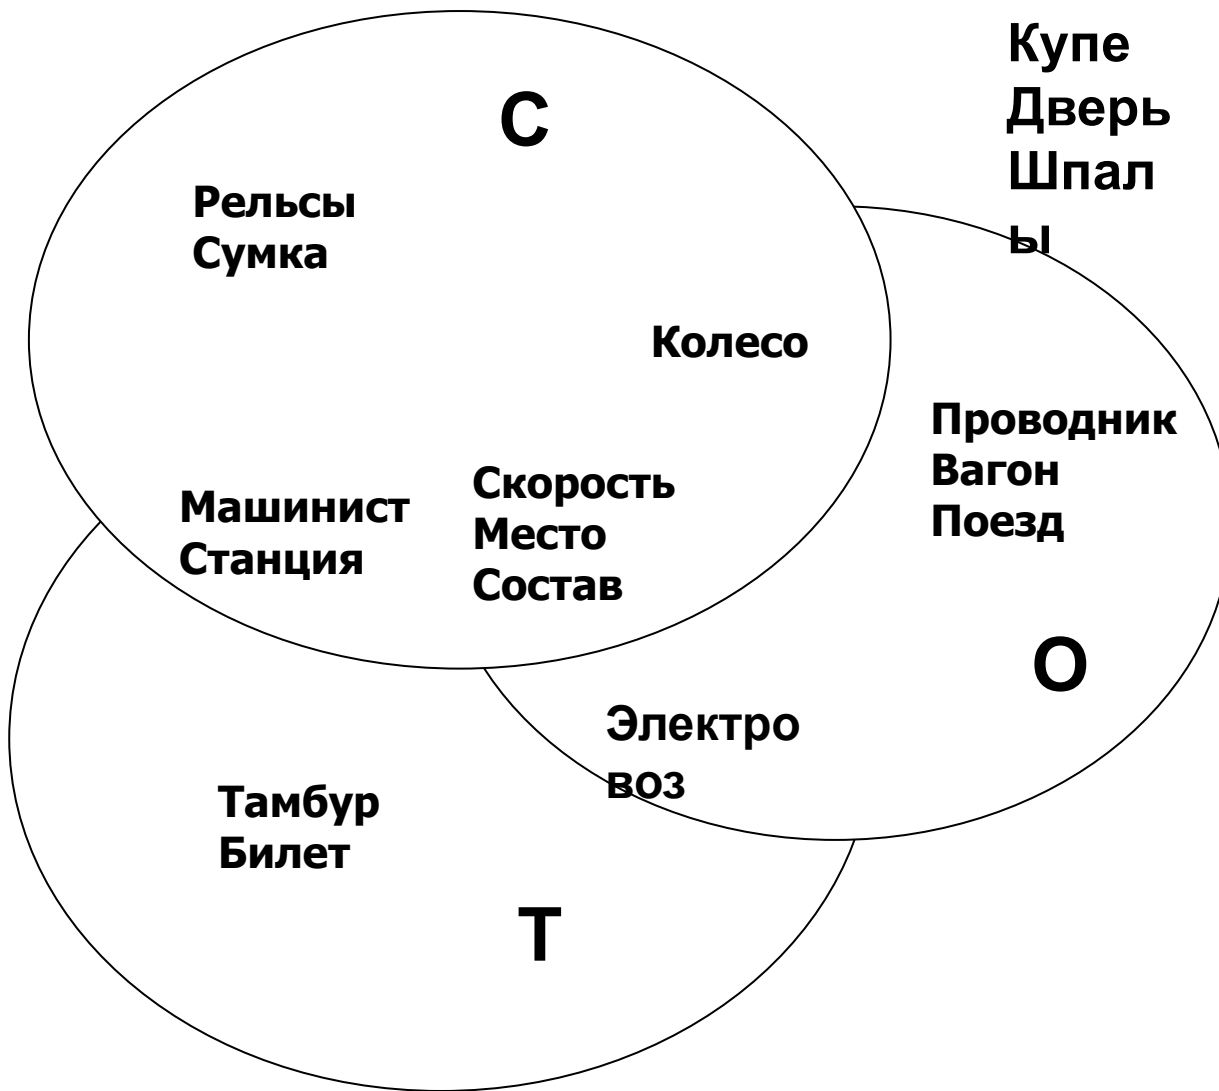 С
Рельсы
Сумка
Колесо
Машинист
Станция
Скорость
Место
Состав
Купе
Дверь
Шпал
ы
Проводник
Вагон
Поезд
О
Электро
воз
Тамбур
Билет
Т